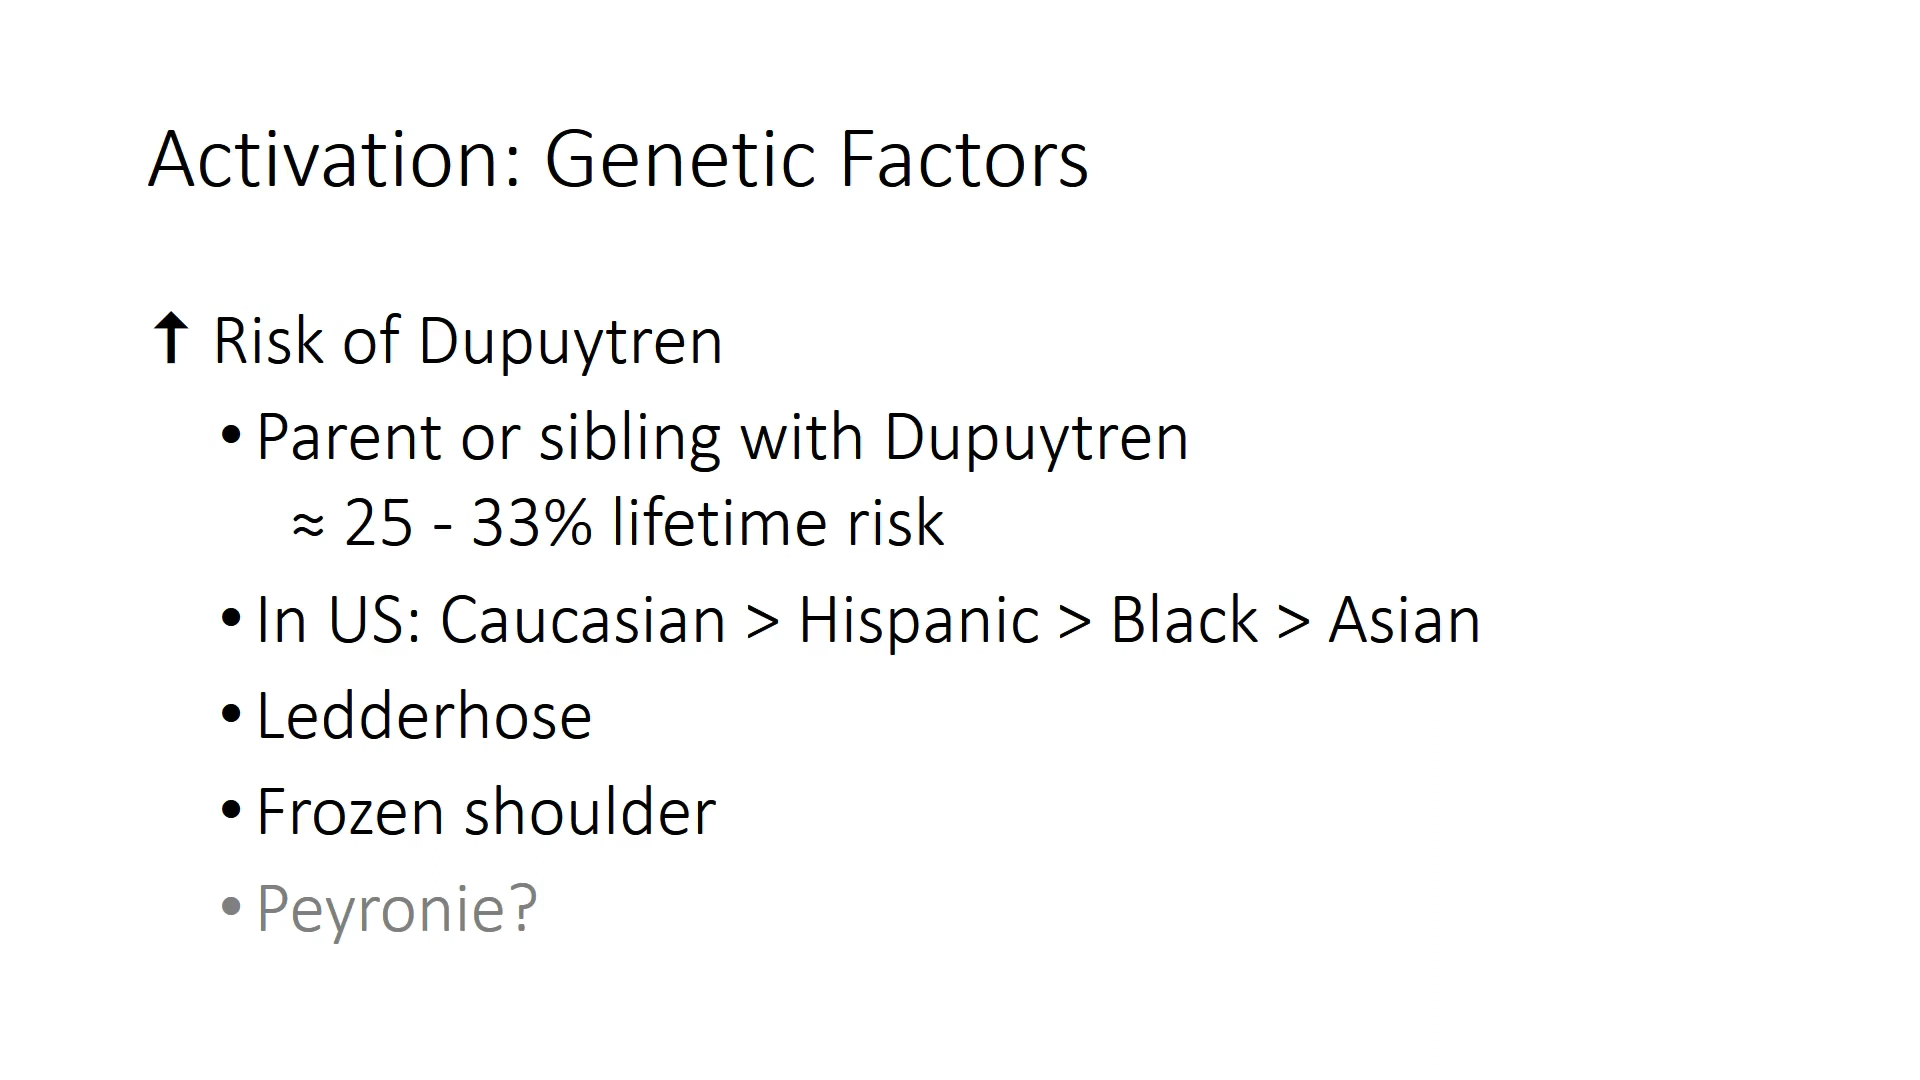 Activation: Genetic Factors
↑ Risk of Dupuytren
• Parent or sibling with Dupuytren
≈ 25 - 33% lifetime risk
• In US: Caucasian > Hispanic > Black > Asian
• Ledderhose
• Frozen shoulder
• Peyronie?